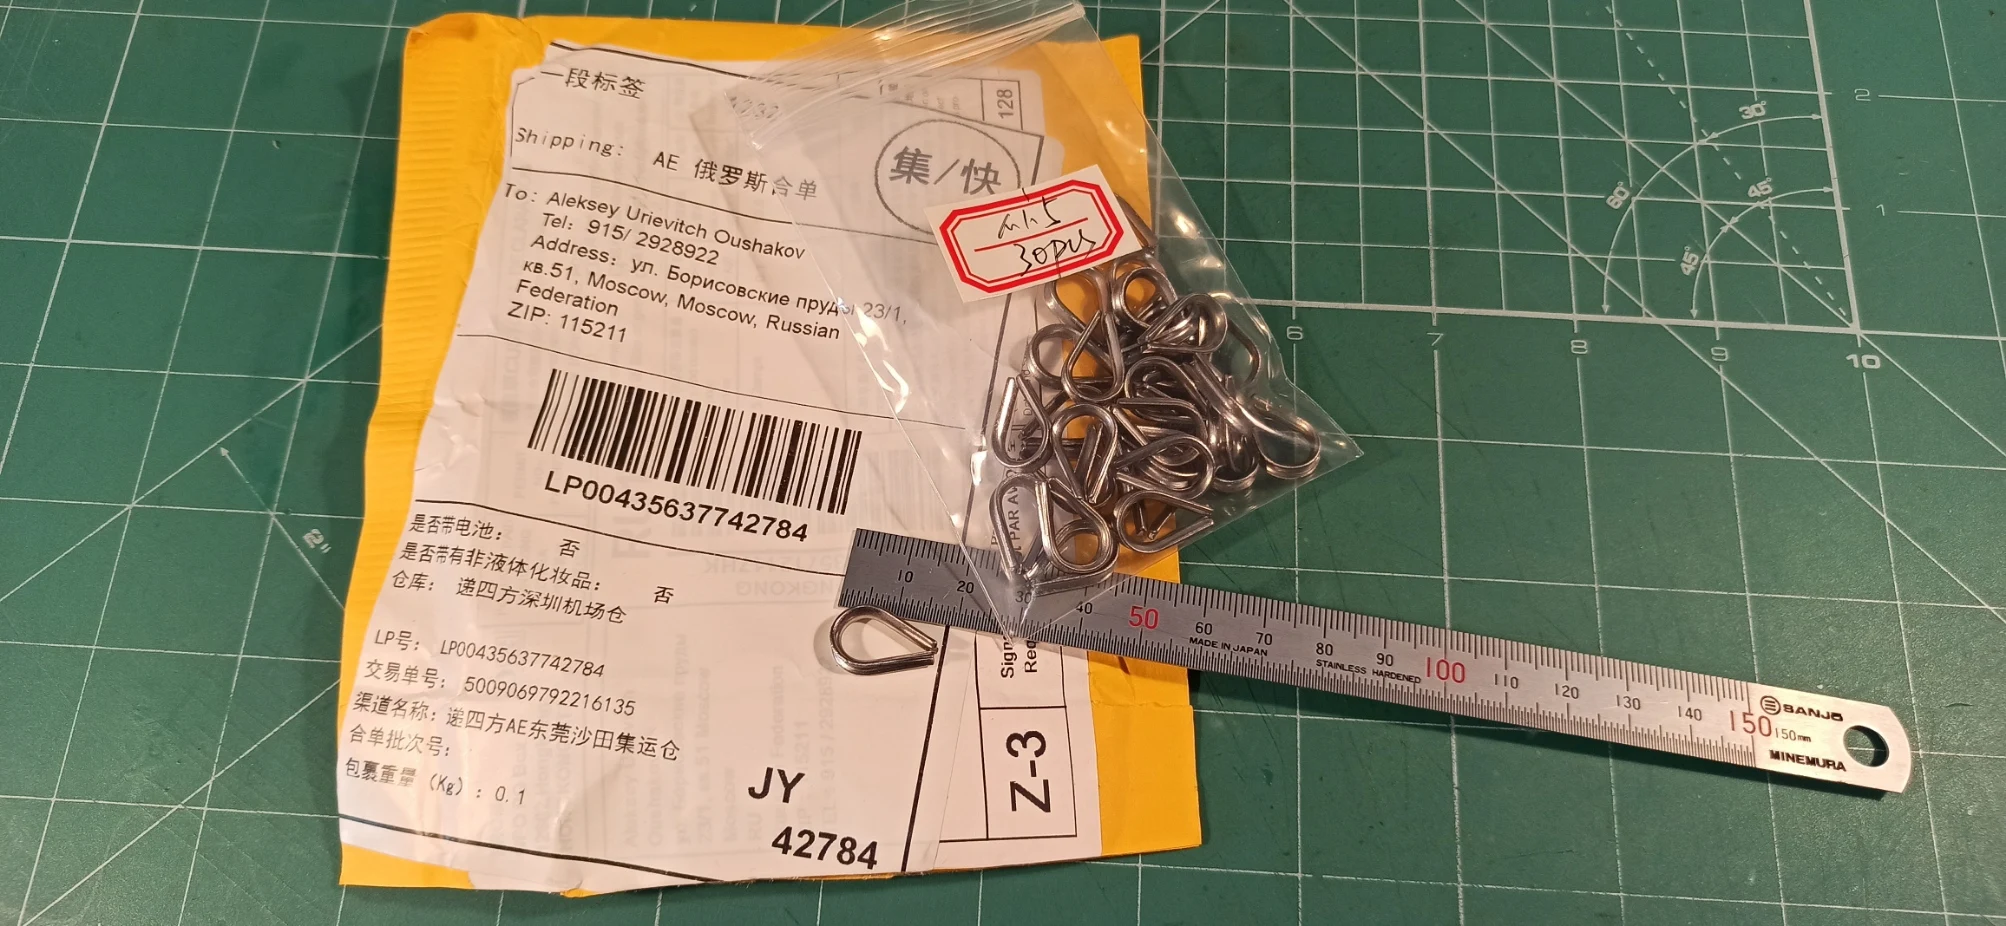 一段标签
128
Shipping: AE 俄罗斯合单
集/快
To: Aleksey Urievitch Oushakov
Tel: 915/ 2928922
Address: ул. Борисовские пруды 23/1,
кв.51, Moscow, Moscow, Russian
Federation
ZIP: 115211
LP00435637742784
是否带电池: 否
是否带有非液体化妆品: 否
仓库: 递四方深圳机场仓
LP号: LP00435637742784
交易单号: 5009069792216135
渠道名称: 递四方AE东莞沙田集运仓
合单批次号:
包裹重量 (Kg) : 0.1
JY
42784
Z-3
M1.5
30pcs
10 20 30 40 50 60 70 80 90 100 110 120 130 140 150
MADE IN JAPAN
STAINLESS HARDENED
SANJO
150mm
MINEMURA
2
1
30°
45°
60°
45°
6 7 8 9 10
2"